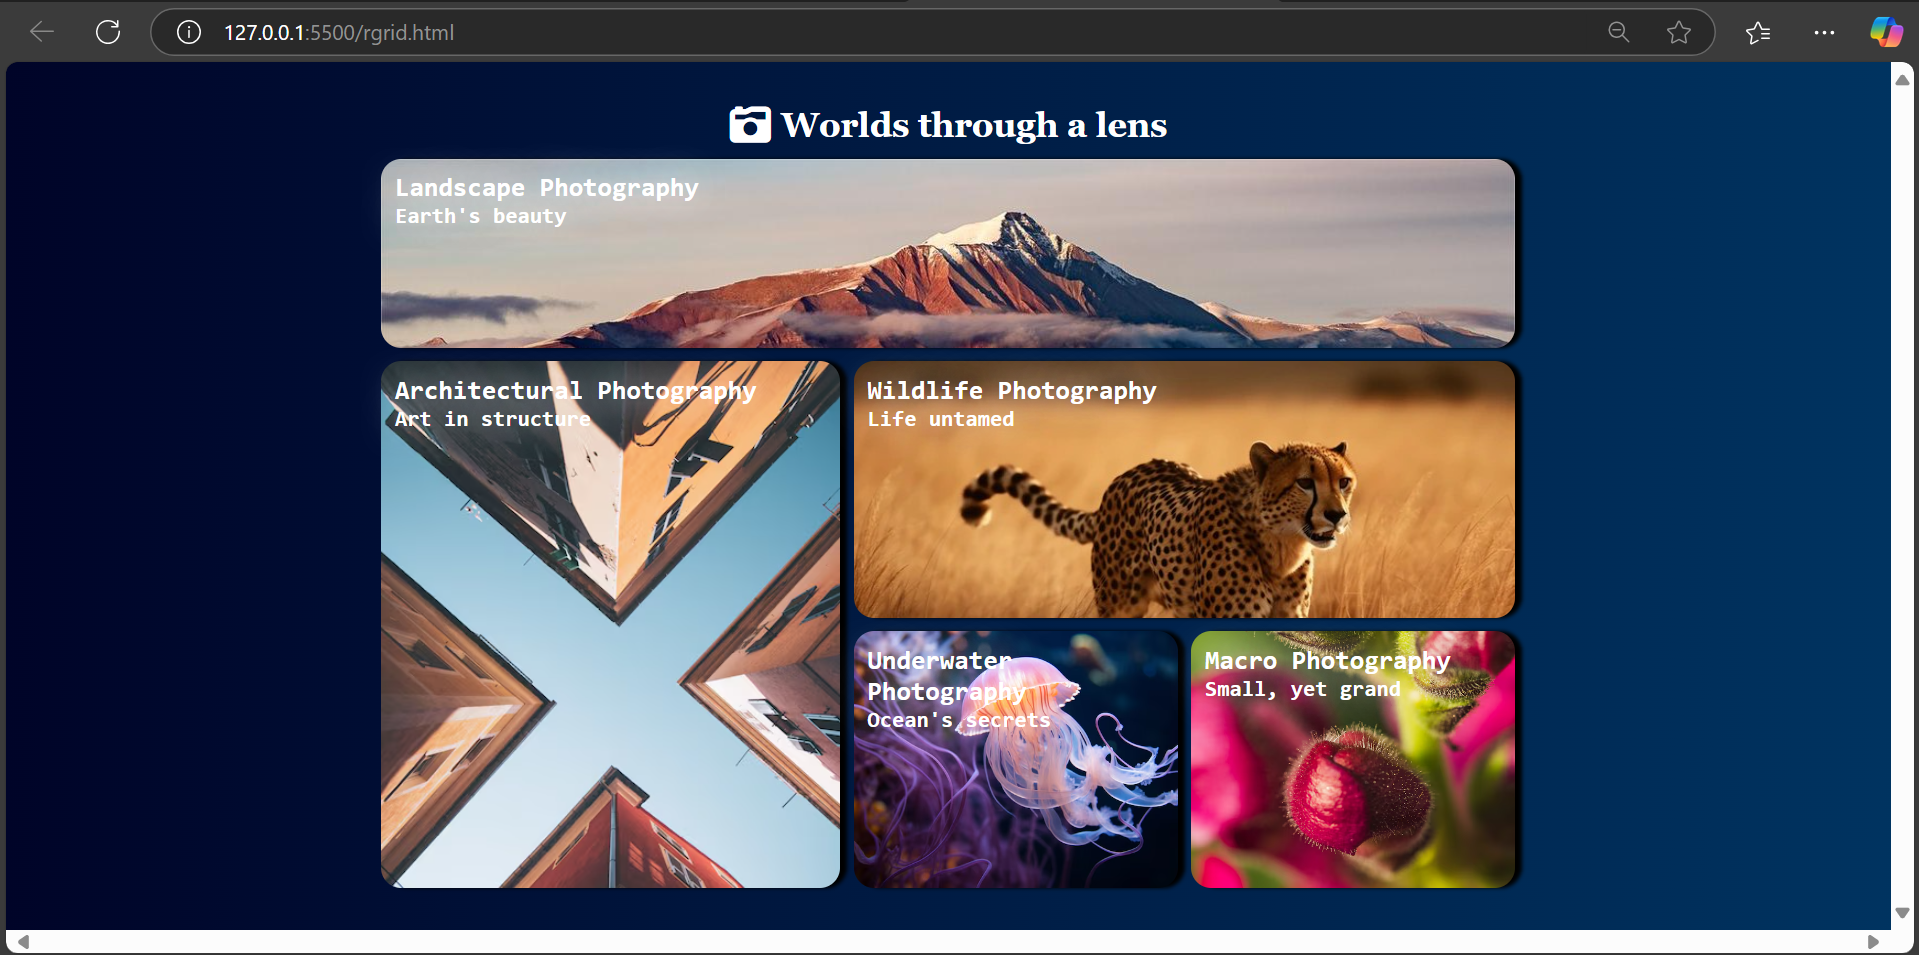 127.0.0.1:5500/rgrid.html
Worlds through a lens
Landscape Photography
Earth's beauty
Architectural Photography
Art in structure
Wildlife Photography
Life untamed
Underwater
Photography
Ocean's secrets
Macro Photography
Small, yet grand